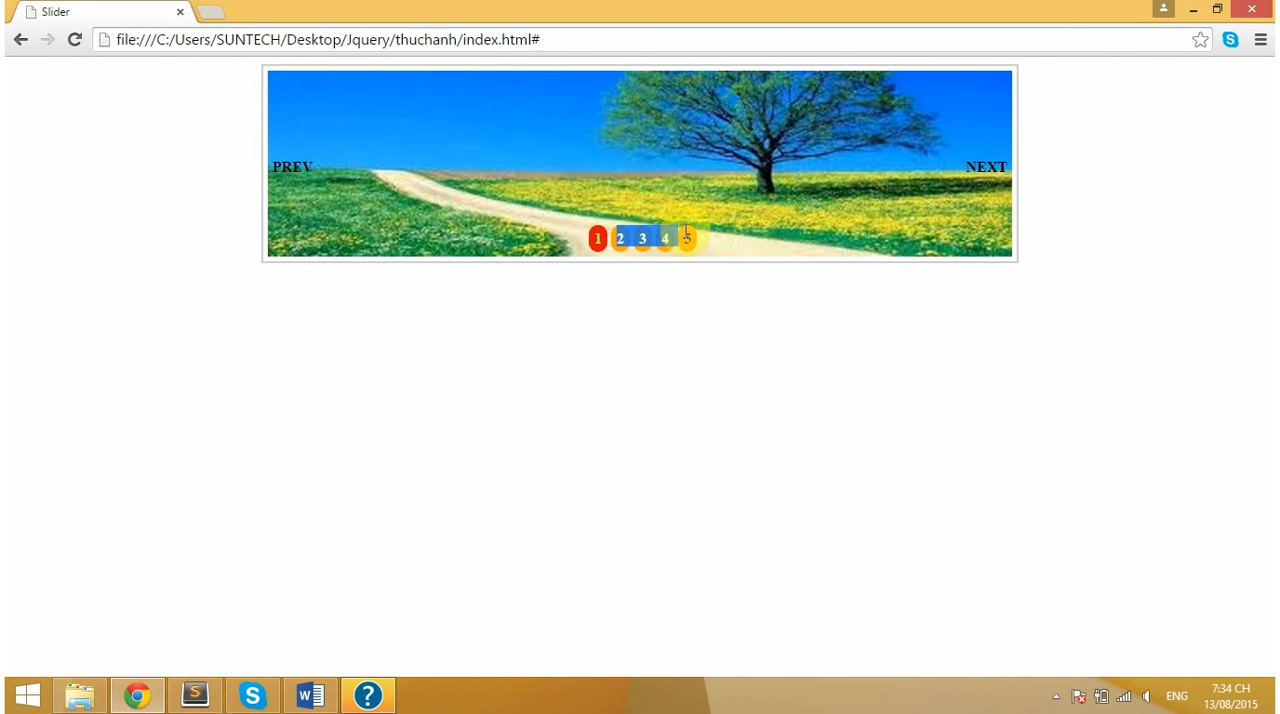 Slider
file:///C:/Users/SUNTECH/Desktop/Jquery/thuchanh/index.html#
PREV
NEXT
1 2 3 4 5
S
S
W
?
ENG
7:34 CH
13/08/2015